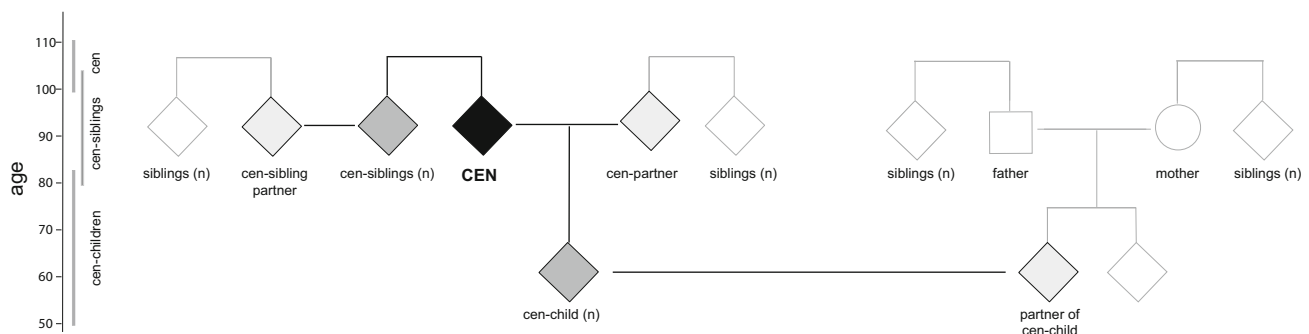 age
110
100
90
80
70
60
50
cen
cen-siblings
cen-children
siblings (n)
cen-sibling
partner
cen-siblings (n)
CEN
cen-partner
siblings (n)
siblings (n)
father
mother
siblings (n)
cen-child (n)
partner of
cen-child